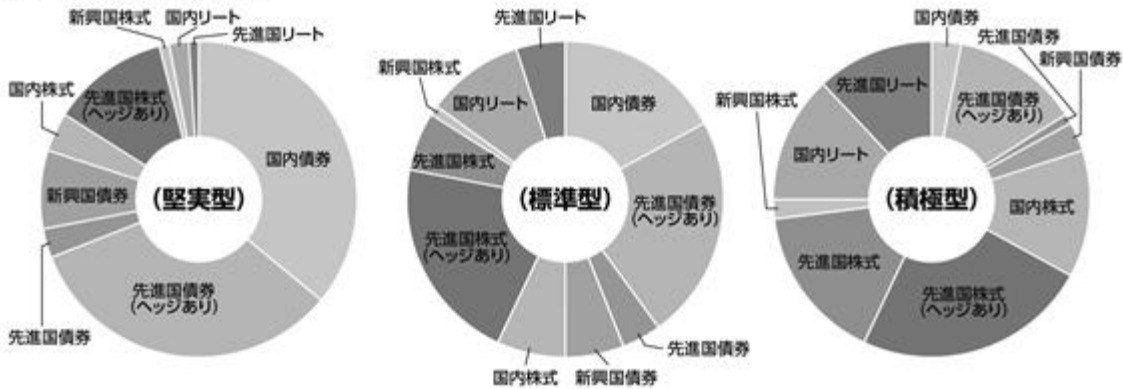 新興国株式
国内リート
先進国リート
国内株式
先進国株式
(ヘッジあり)
国内債券
新興国債券
(堅実型)
先進国債券
(ヘッジあり)
先進国債券
先進国リート
新興国株式
国内リート
国内債券
先進国株式
(標準型)
先進国債券
(ヘッジあり)
先進国株式
(ヘッジあり)
先進国債券
国内株式
新興国債券
国内債券
先進国債券
新興国債券
先進国リート
先進国債券
(ヘッジあり)
新興国株式
国内リート
(積極型)
国内株式
先進国株式
先進国株式
(ヘッジあり)